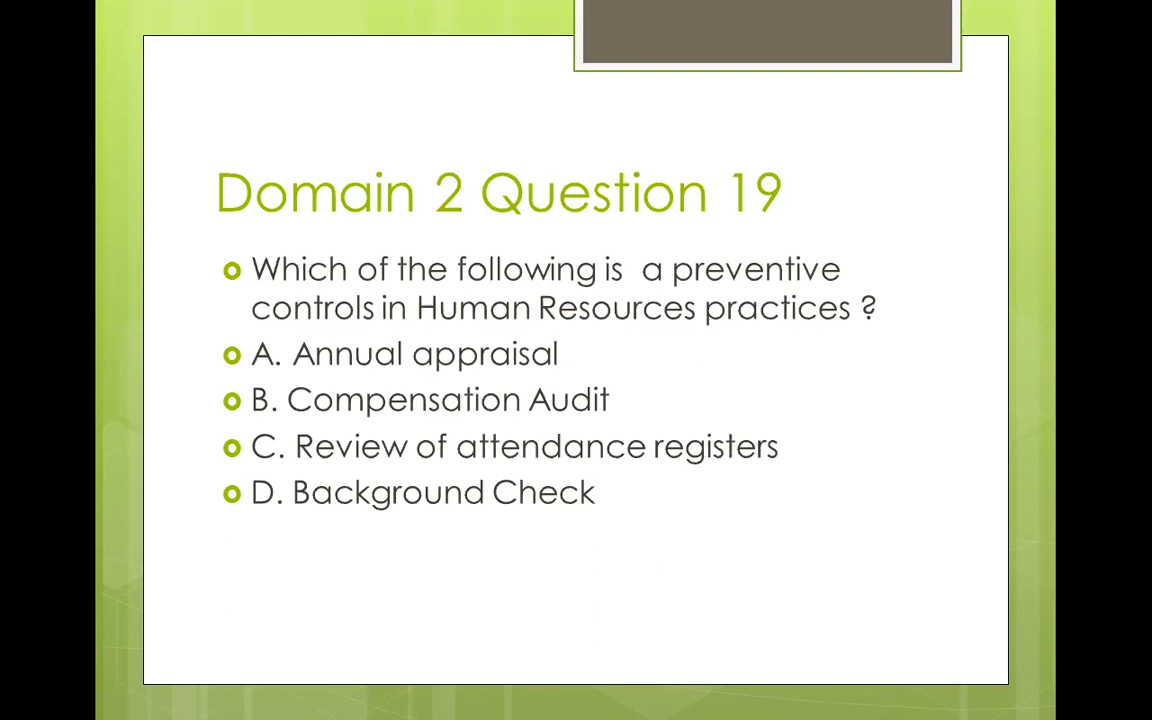 Domain 2 Question 19
Which of the following is a preventive
controls in Human Resources practices ?
A. Annual appraisal
B. Compensation Audit
C. Review of attendance registers
D. Background Check